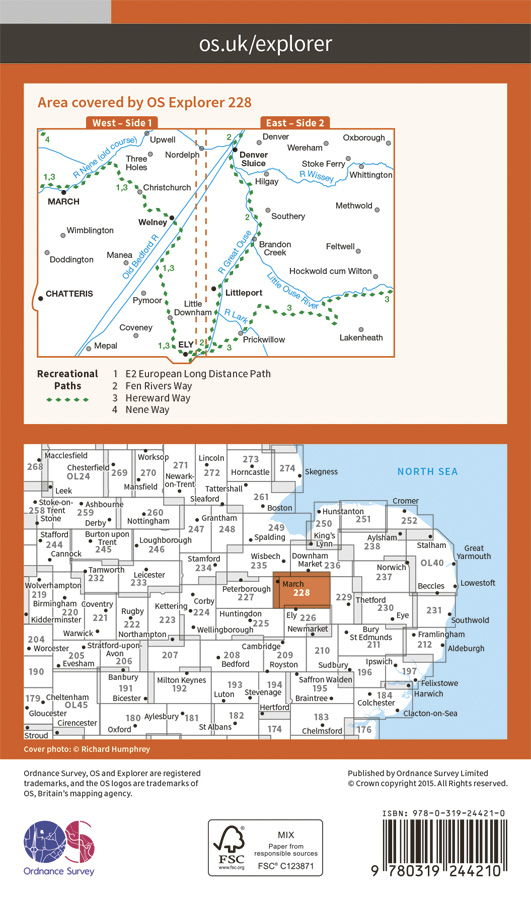 os.uk/explorer
Area covered by OS Explorer 228
West – Side 1
East – Side 2
4
R Nene (old course)
Upwell
Nordelph
Three
Holes
1,3
1,3
Christchurch
MARCH
Welney
Wimblington
Doddington
Manea
Old Bedford R
1,3
CHATTERIS
Pymoor
Little
Downham
Coveney
Mepal
1,3
ELY
2
2
Denver
Denver
Sluice
Wereham
Oxborough
Stoke Ferry
R Wissey
Whittington
Hilgay
2
Southery
Methwold
Brandon
Creek
Feltwell
R Great Ouse
Hockwold cum Wilton
Little Ouse River
Littleport
3
3
R Lark
Prickwillow
3
Lakenheath
Recreational
Paths
1 E2 European Long Distance Path
2 Fen Rivers Way
3 Hereward Way
4 Nene Way
NORTH SEA
Macclesfield
268
Chesterfield
OL24
269
Worksop
270
Mansfield
271
Newark-
on-Trent
Lincoln
272
273
Horncastle
274
Skegness
Leek
Tattershall
261
Boston
Sleaford
Stoke-on-
Trent
258
Stone
259
Ashbourne
Derby
260
Nottingham
Grantham
247
248
249
Spalding
250
Hunstanton
251
Cromer
252
King's
Lynn
Stafford
244
Cannock
Burton upon
Trent
245
Loughborough
246
Stamford
234
Wisbech
235
Downham
Market
236
Aylsham
238
Stalham
Norwich
237
OL40
Great
Yarmouth
Wolverhampton
219
Tamworth
232
Leicester
233
Peterborough
227
March
228
229
Thetford
230
Eye
Beccles
231
Lowestoft
Birmingham
220
Kidderminster
Coventry
221
Rugby
222
Kettering
223
Corby
224
Wellingborough
Huntingdon
225
Ely
226
Newmarket
Southwold
204
Worcester
Warwick
205
Evesham
Stratford-upon-
Avon
206
Northampton
207
208
Bedford
Cambridge
209
Royston
210
Bury
St Edmunds
211
Framlingham
212
Aldeburgh
190
Banbury
191
Bicester
Milton Keynes
192
193
Luton
194
Stevenage
Saffron Walden
195
Braintree
Sudbury
196
Ipswich
197
Felixstowe
Harwich
179
Cheltenham
OL45
Gloucester
Cirencester
Stroud
180
Oxford
Aylesbury
181
182
St Albans
Hertford
174
183
Chelmsford
184
Colchester
176
Clacton-on-Sea
Cover photo: © Richard Humphrey
Ordnance Survey, OS and Explorer are registered
trademarks, and the OS logos are trademarks of
OS, Britain's mapping agency.
Published by Ordnance Survey Limited
© Crown copyright 2015. All Rights reserved.
OS
Ordnance Survey
FSC
www.fsc.org
MIX
Paper from
responsible sources
FSC® C123871
ISBN: 978-0-319-24421-0
9 780319 244210